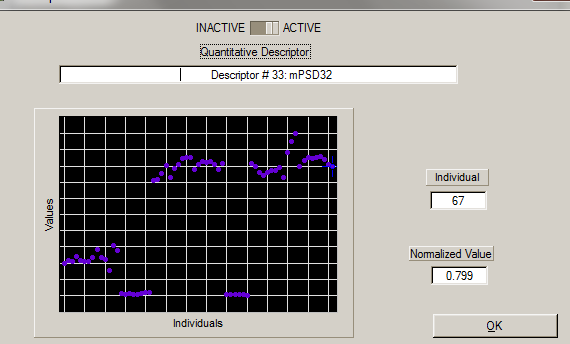 INACTIVE ACTIVE
Quantitative Descriptor
Descriptor # 33: mPSD32
Values
Individuals
Individual
67
Normalized Value
0.799
OK